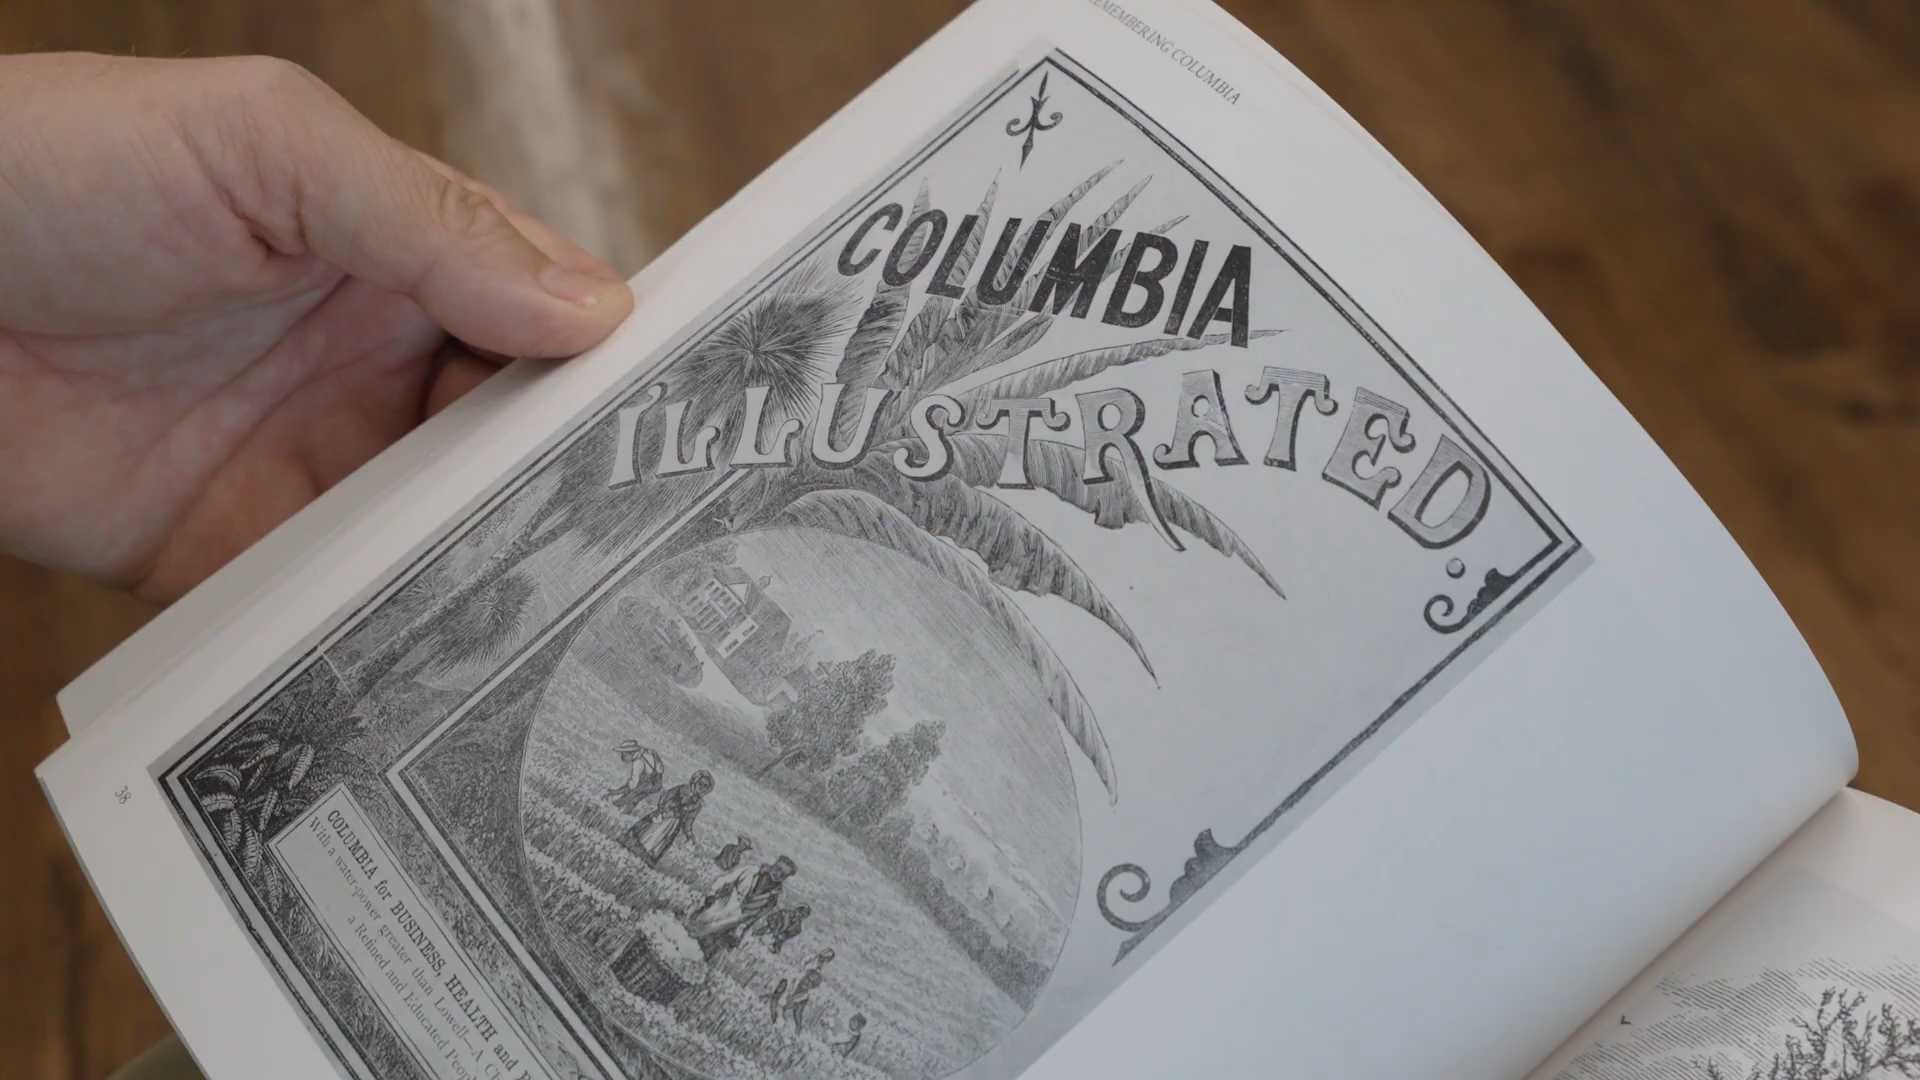 REMEMBERING COLUMBIA
COLUMBIA
ILLUSTRATED.
COLUMBIA for BUSINESS, HEALTH and
With a water-power greater than Lowell—A
a Refined and Educated
38